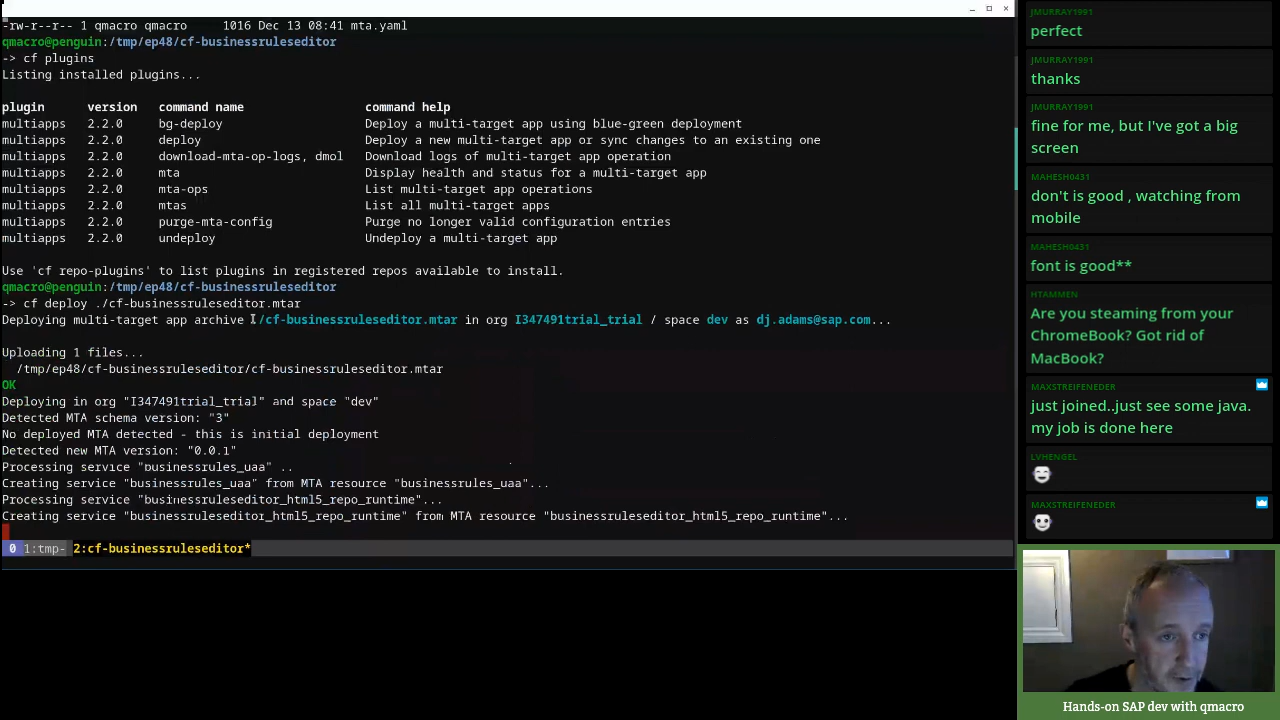 -rw-r--r-- 1 qmacro qmacro    1016 Dec 13 08:41 mta.yaml
qmacro@penguin:/tmp/ep48/cf-businessruleseditor
-> cf plugins
Listing installed plugins...
plugin      version   command name                 command help
multiapps   2.2.0     bg-deploy                    Deploy a multi-target app using blue-green deployment
multiapps   2.2.0     deploy                       Deploy a new multi-target app or sync changes to an existing one
multiapps   2.2.0     download-mta-op-logs, dmol   Download logs of multi-target app operation
multiapps   2.2.0     mta                          Display health and status for a multi-target app
multiapps   2.2.0     mta-ops                      List multi-target app operations
multiapps   2.2.0     mtas                         List all multi-target apps
multiapps   2.2.0     purge-mta-config             Purge no longer valid configuration entries
multiapps   2.2.0     undeploy                     Undeploy a multi-target app
Use 'cf repo-plugins' to list plugins in registered repos available to install.
qmacro@penguin:/tmp/ep48/cf-businessruleseditor
-> cf deploy ./cf-businessruleseditor.mtar
Deploying multi-target app archive ./cf-businessruleseditor.mtar in org I347491trial_trial / space dev as dj.adams@sap.com...
Uploading 1 files...
/tmp/ep48/cf-businessruleseditor/cf-businessruleseditor.mtar
OK
Deploying in org "I347491trial_trial" and space "dev"
Detected MTA schema version: "3"
No deployed MTA detected - this is initial deployment
Detected new MTA version: "0.0.1"
Processing service "businessrules_uaa" ..
Creating service "businessrules_uaa" from MTA resource "businessrules_uaa"...
Processing service "businessruleseditor_html5_repo_runtime"...
Creating service "businessruleseditor_html5_repo_runtime" from MTA resource "businessruleseditor_html5_repo_runtime"...
0 1:tmp- 2:cf-businessruleseditor*
JMURRAY1991
perfect
JMURRAY1991
thanks
JMURRAY1991
fine for me, but I've got a big
screen
MAHESH0431
don't is good , watching from
mobile
MAHESH0431
font is good**
HTAMMEN
Are you steaming from your
ChromeBook? Got rid of
MacBook?
MAXSTREIFENEDER
just joined..just see some java.
my job is done here
LVHENGEL
MAXSTREIFENEDER
Hands-on SAP dev with qmacro